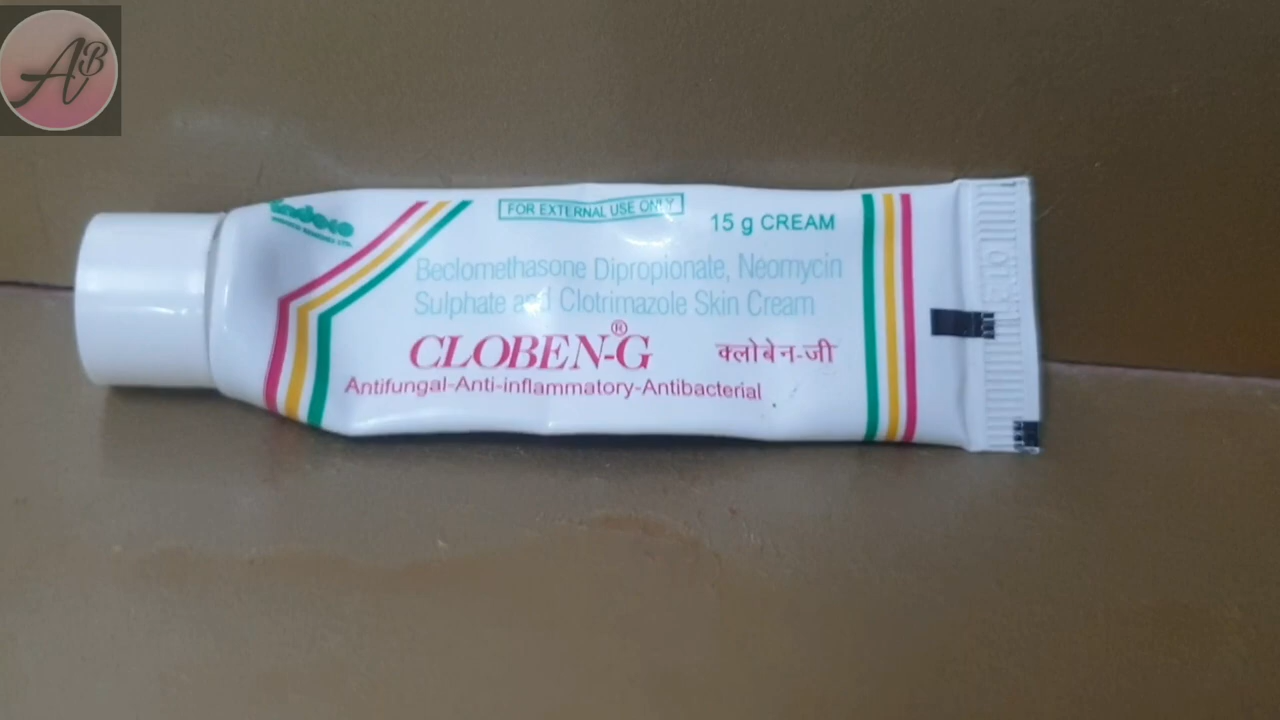 AB
FOR EXTERNAL USE ONLY
15 g CREAM
Beclomethasone Dipropionate, Neomycin
Sulphate and Clotrimazole Skin Cream
CLOBEN-G®
क्लोबेन-जी
Antifungal-Anti-inflammatory-Antibacterial